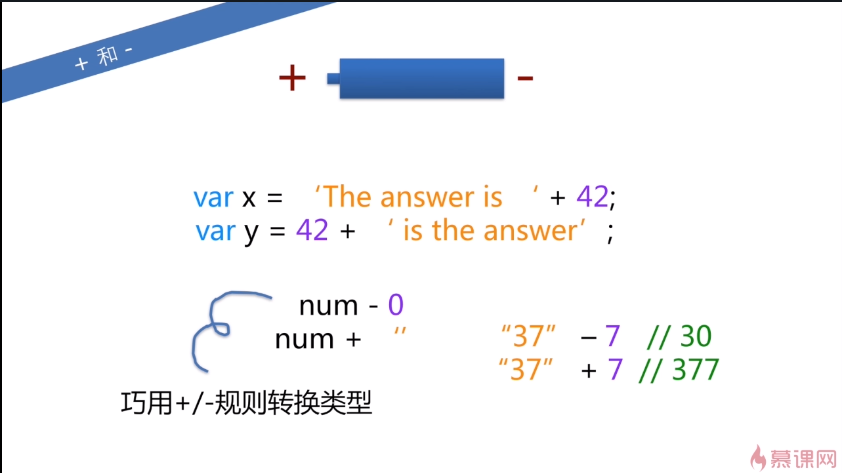 + 和 -
+ -
var x = ‘The answer is ‘ + 42;
var y = 42 + ‘ is the answer’ ;
num - 0
num + ‘’
“37” – 7 // 30
“37” + 7 // 377
巧用+/-规则转换类型
慕课网